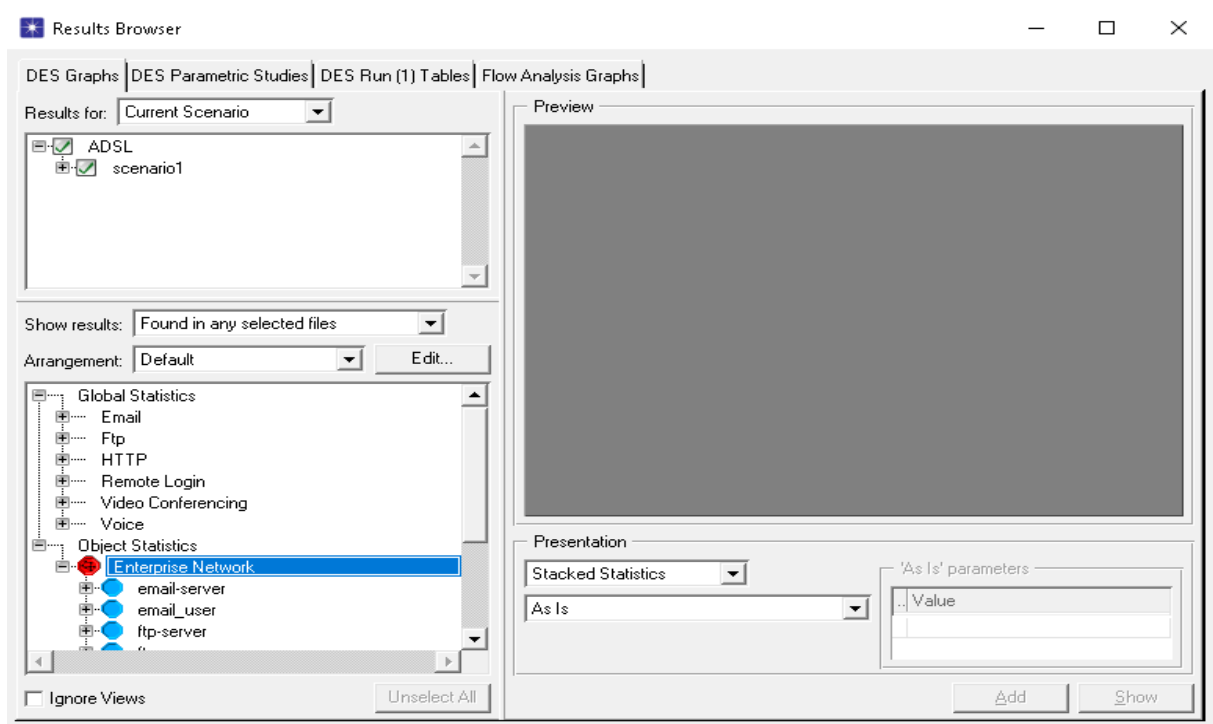 Results Browser
DES Graphs DES Parametric Studies DES Run (1) Tables Flow Analysis Graphs
Results for: Current Scenario
ADSL
scenario1
Show results: Found in any selected files
Arrangement: Default Edit...
Global Statistics
Email
Ftp
HTTP
Remote Login
Video Conferencing
Voice
Object Statistics
Enterprise Network
email-server
email_user
ftp-server
Ignore Views Unselect All
Preview
Presentation
Stacked Statistics
As Is
'As Is' parameters
.. Value
Add Show